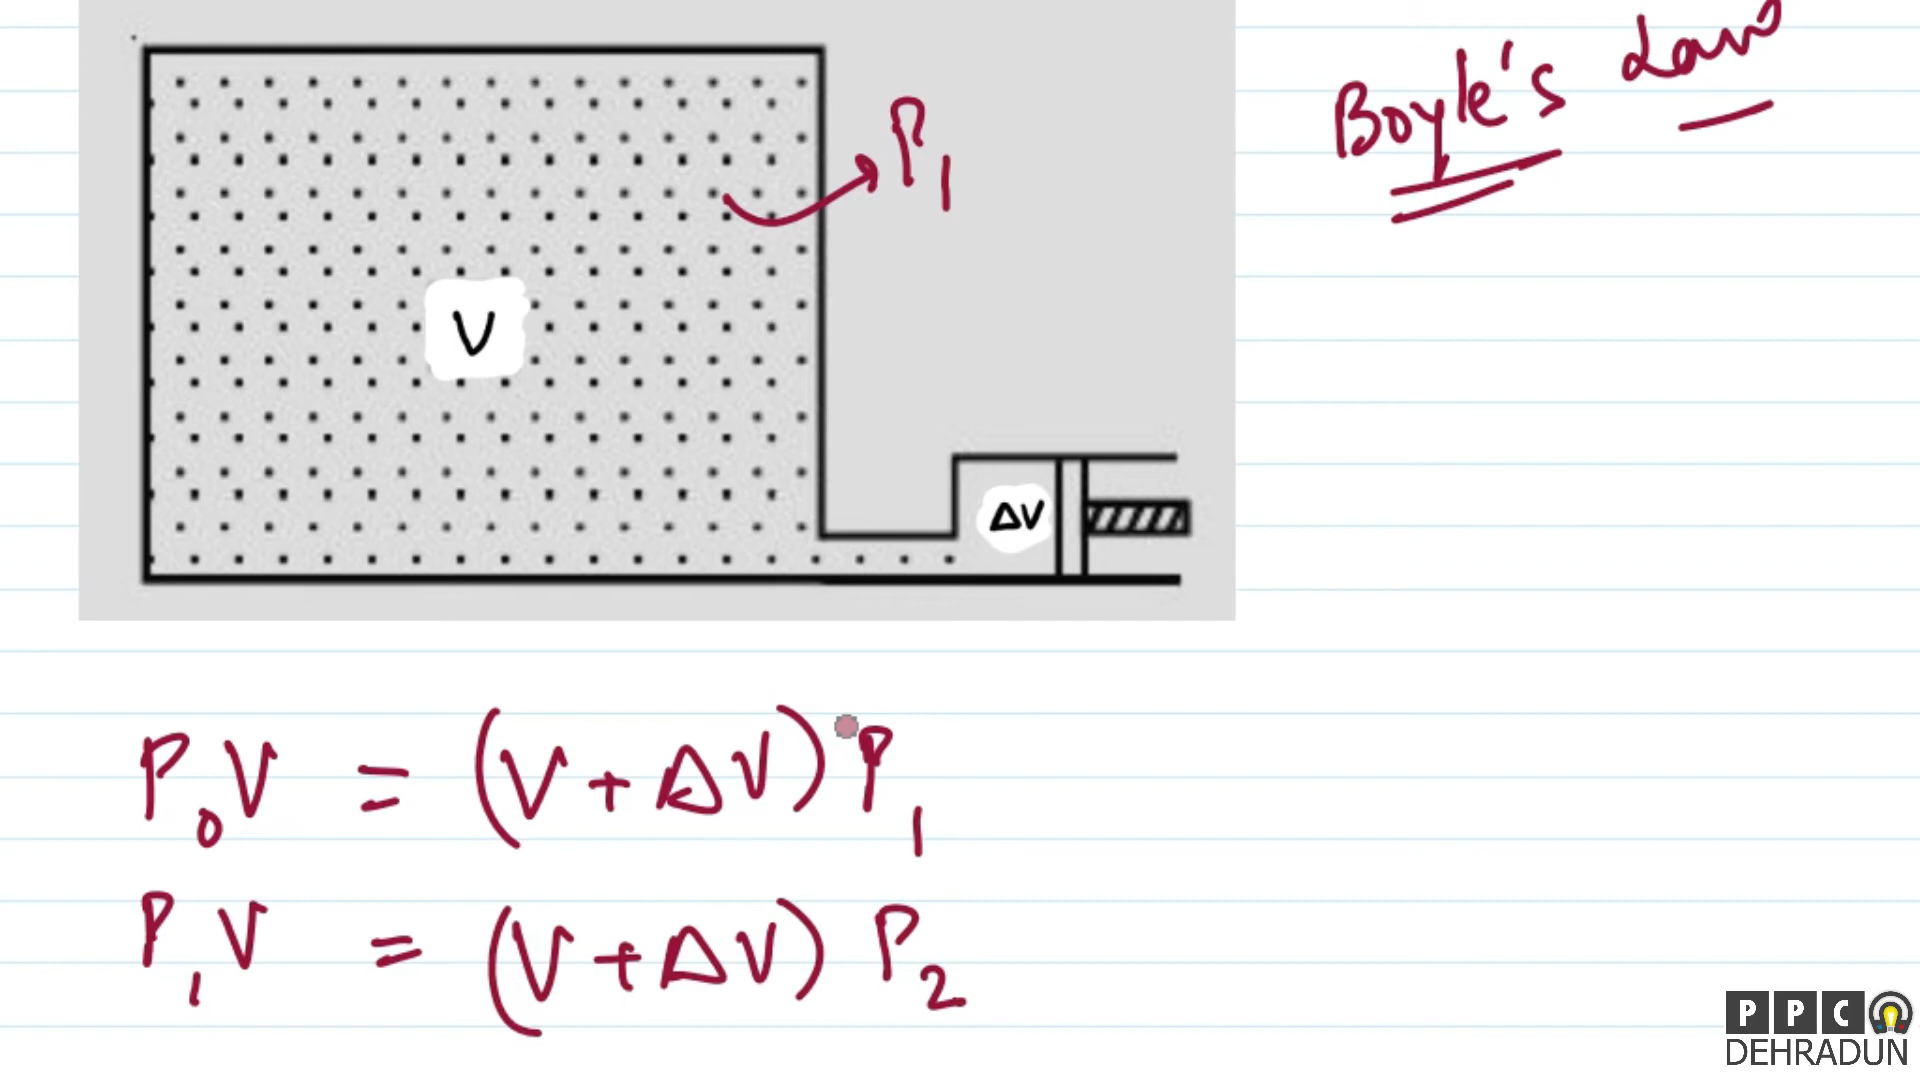 Boyle's Law
P₁
V
ΔV
P₀V = (V + ΔV) P₁
P₁V = (V + ΔV) P₂
PPC
DEHRADUN